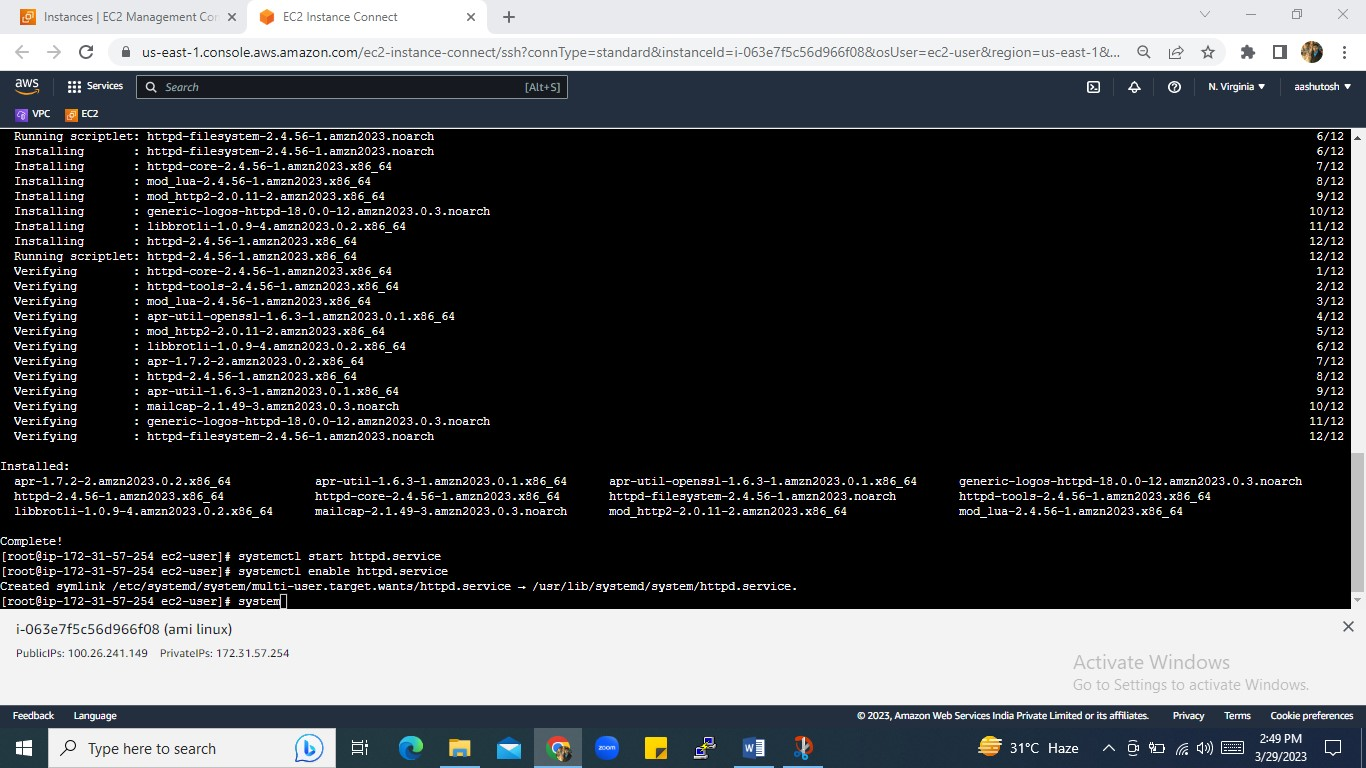 Instances | EC2 Management Con
EC2 Instance Connect
us-east-1.console.aws.amazon.com/ec2-instance-connect/ssh?connType=standard&instanceId=i-063e7f5c56d966f08&osUser=ec2-user&region=us-east-1&...
aws Services Search [Alt+S] N. Virginia aashutosh
VPC EC2
Running scriptlet: httpd-filesystem-2.4.56-1.amzn2023.noarch 6/12
Installing : httpd-filesystem-2.4.56-1.amzn2023.noarch 6/12
Installing : httpd-core-2.4.56-1.amzn2023.x86_64 7/12
Installing : mod_lua-2.4.56-1.amzn2023.x86_64 8/12
Installing : mod_http2-2.0.11-2.amzn2023.x86_64 9/12
Installing : generic-logos-httpd-18.0.0-12.amzn2023.0.3.noarch 10/12
Installing : libbrotli-1.0.9-4.amzn2023.0.2.x86_64 11/12
Installing : httpd-2.4.56-1.amzn2023.x86_64 12/12
Running scriptlet: httpd-2.4.56-1.amzn2023.x86_64 12/12
Verifying : httpd-core-2.4.56-1.amzn2023.x86_64 1/12
Verifying : httpd-tools-2.4.56-1.amzn2023.x86_64 2/12
Verifying : mod_lua-2.4.56-1.amzn2023.x86_64 3/12
Verifying : apr-util-openssl-1.6.3-1.amzn2023.0.1.x86_64 4/12
Verifying : mod_http2-2.0.11-2.amzn2023.x86_64 5/12
Verifying : libbrotli-1.0.9-4.amzn2023.0.2.x86_64 6/12
Verifying : apr-1.7.2-2.amzn2023.0.2.x86_64 7/12
Verifying : httpd-2.4.56-1.amzn2023.x86_64 8/12
Verifying : apr-util-1.6.3-1.amzn2023.0.1.x86_64 9/12
Verifying : mailcap-2.1.49-3.amzn2023.0.3.noarch 10/12
Verifying : generic-logos-httpd-18.0.0-12.amzn2023.0.3.noarch 11/12
Verifying : httpd-filesystem-2.4.56-1.amzn2023.noarch 12/12
Installed:
apr-1.7.2-2.amzn2023.0.2.x86_64 apr-util-1.6.3-1.amzn2023.0.1.x86_64 apr-util-openssl-1.6.3-1.amzn2023.0.1.x86_64 generic-logos-httpd-18.0.0-12.amzn2023.0.3.noarch
httpd-2.4.56-1.amzn2023.x86_64 httpd-core-2.4.56-1.amzn2023.x86_64 httpd-filesystem-2.4.56-1.amzn2023.noarch httpd-tools-2.4.56-1.amzn2023.x86_64
libbrotli-1.0.9-4.amzn2023.0.2.x86_64 mailcap-2.1.49-3.amzn2023.0.3.noarch mod_http2-2.0.11-2.amzn2023.x86_64 mod_lua-2.4.56-1.amzn2023.x86_64
Complete!
[root@ip-172-31-57-254 ec2-user]# systemctl start httpd.service
[root@ip-172-31-57-254 ec2-user]# systemctl enable httpd.service
Created symlink /etc/systemd/system/multi-user.target.wants/httpd.service → /usr/lib/systemd/system/httpd.service.
[root@ip-172-31-57-254 ec2-user]# system
i-063e7f5c56d966f08 (ami linux)
PublicIPs: 100.26.241.149 PrivateIPs: 172.31.57.254
Activate Windows
Go to Settings to activate Windows.
Feedback Language © 2023, Amazon Web Services India Private Limited or its affiliates. Privacy Terms Cookie preferences
Type here to search zoom 31°C Haze 2:49 PM
3/29/2023